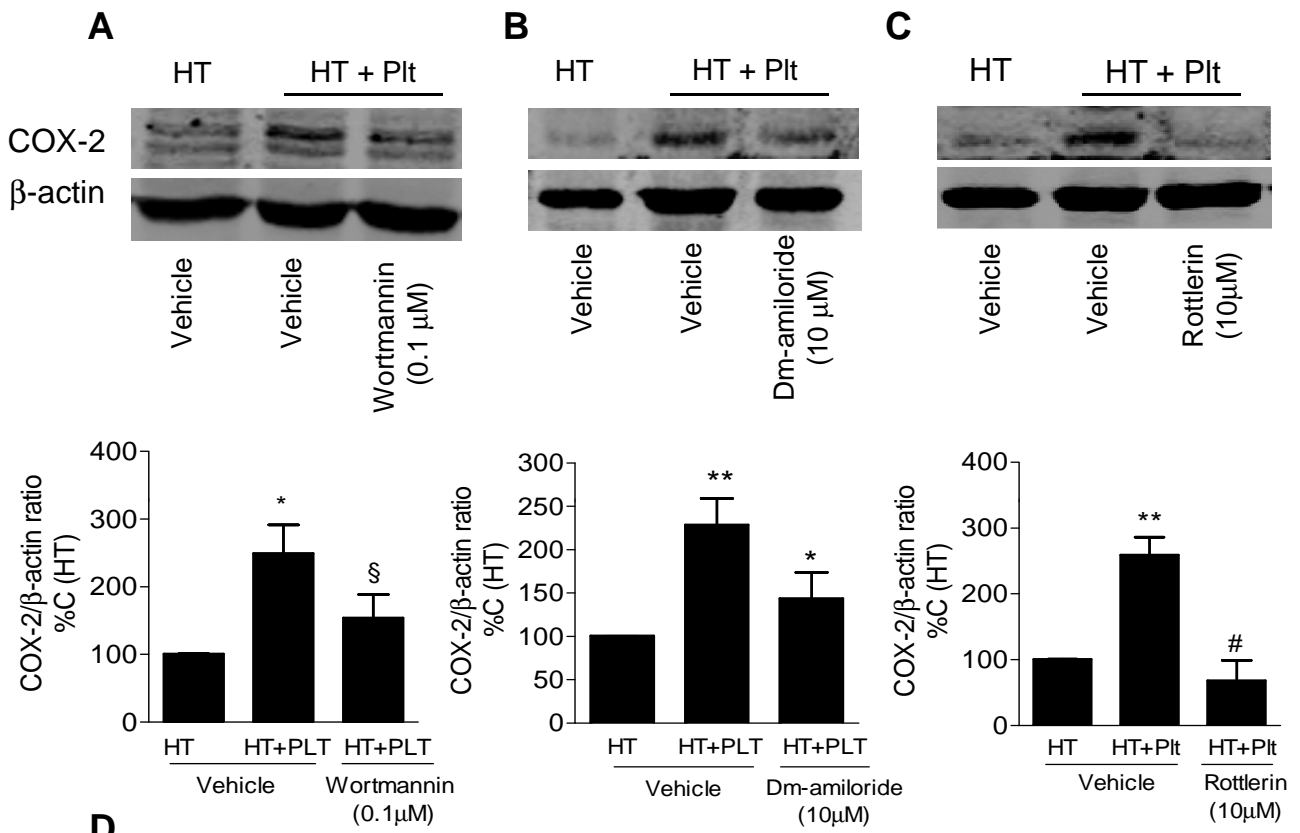 A
HT
HT + Plt
COX-2
β-actin
Vehicle
Vehicle
Wortmannin
(0.1 μM)
COX-2/β-actin ratio
%C (HT)
400
300
200
100
0
*
§
HT
HT+PLT
HT+PLT
Vehicle
Wortmannin
(0.1μM)
B
HT
HT + Plt
Vehicle
Vehicle
Dm-amiloride
(10 μM)
COX-2/β-actin ratio
%C (HT)
300
250
200
150
100
50
0
**
*
HT
HT+PLT
HT+PLT
Vehicle
Dm-amiloride
(10μM)
C
HT
HT + Plt
Vehicle
Vehicle
Rottlerin
(10μM)
COX-2/β-actin ratio
%C (HT)
400
300
200
100
0
**
#
HT
HT+Plt
HT+Plt
Vehicle
Rottlerin
(10μM)
D